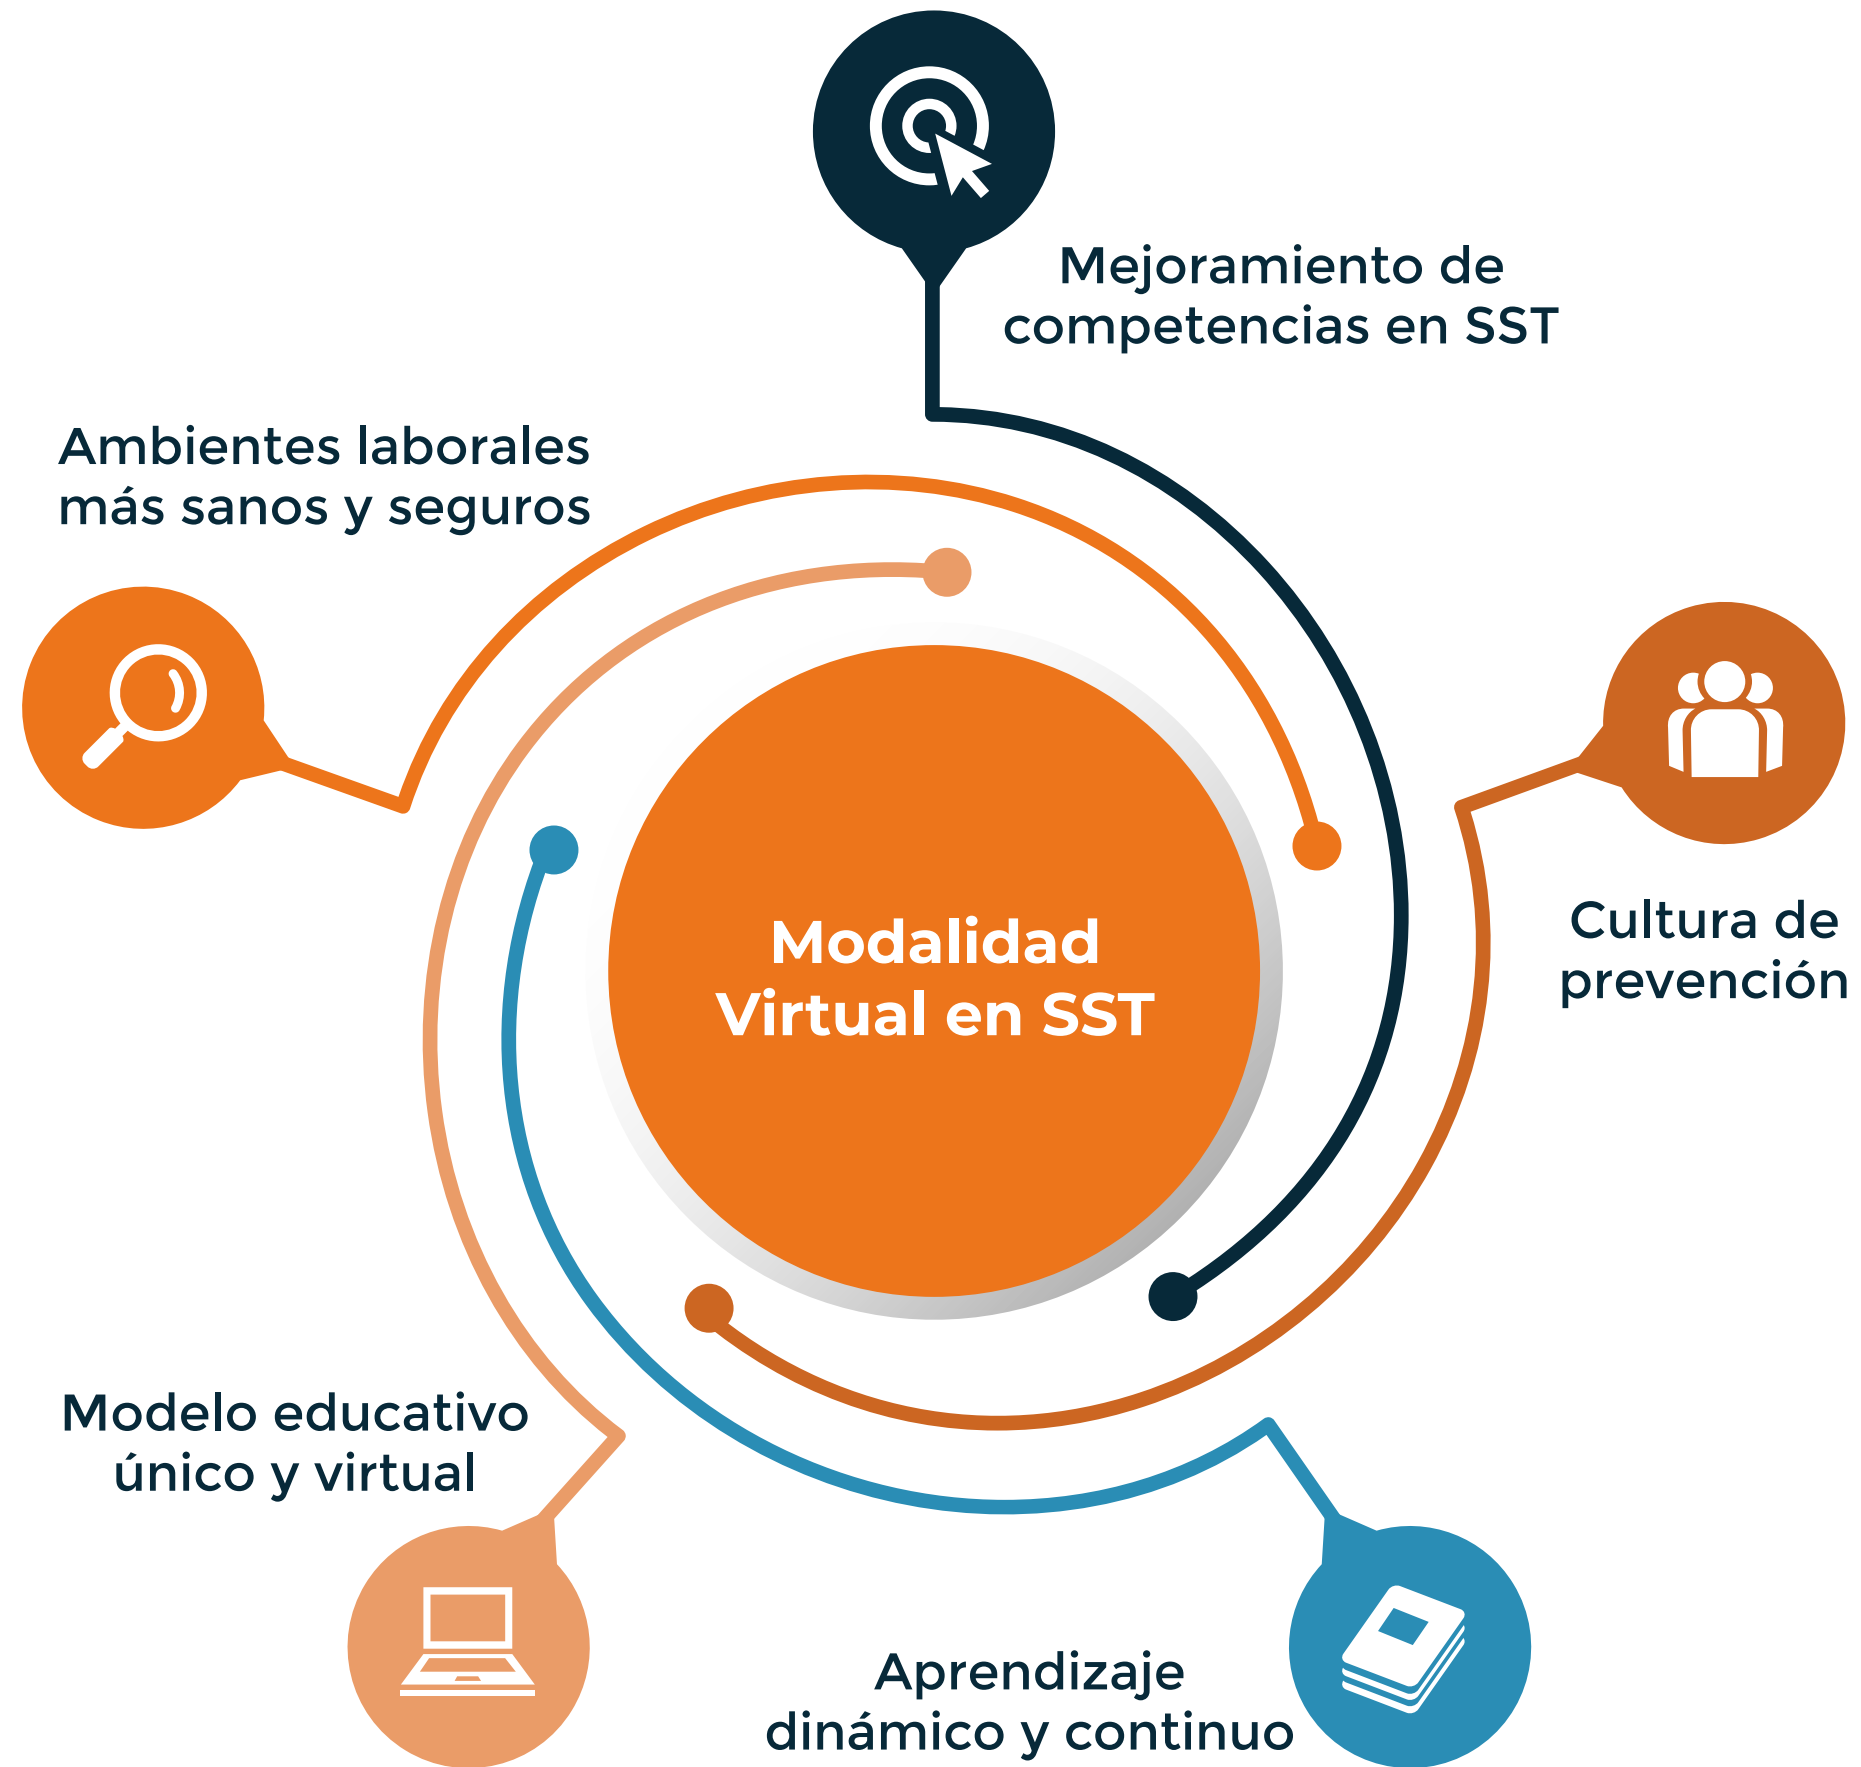 Mejoramiento de
competencias en SST
Ambientes laborales
más sanos y seguros
Cultura de
prevención
Modalidad
Virtual en SST
Modelo educativo
único y virtual
Aprendizaje
dinámico y continuo